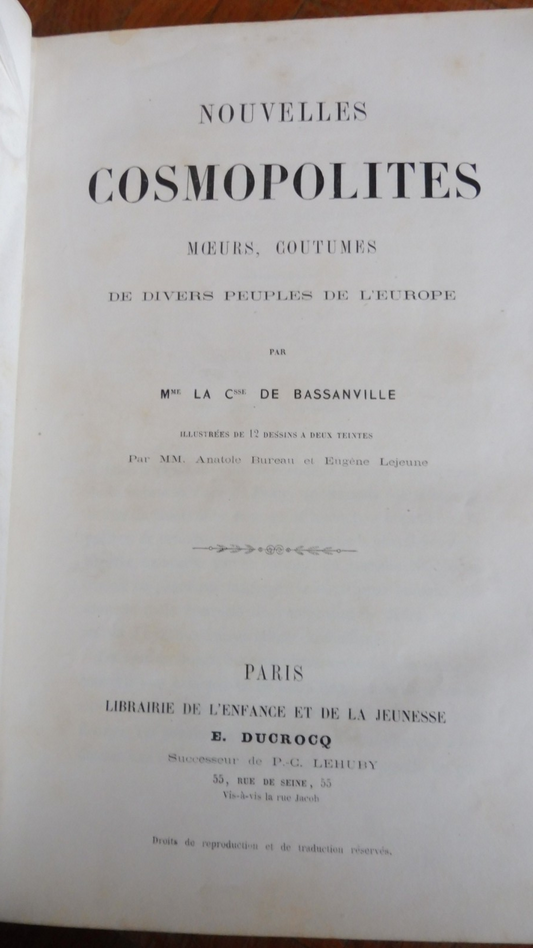 NOUVELLES
COSMOPOLITES
MŒURS, COUTUMES
DE DIVERS PEUPLES DE L'EUROPE
PAR
Mme LA Csse DE BASSANVILLE
ILLUSTRÉES DE 12 DESSINS A DEUX TEINTES
Par MM. Anatole Bureau et Eugène Lejeune
PARIS
LIBRAIRIE DE L'ENFANCE ET DE LA JEUNESSE
E. DUCROCQ
Successeur de P.-C. LEHUBY
55, RUE DE SEINE, 55
Vis-à-vis la rue Jacob
Droits de reproduction et de traduction réservés.